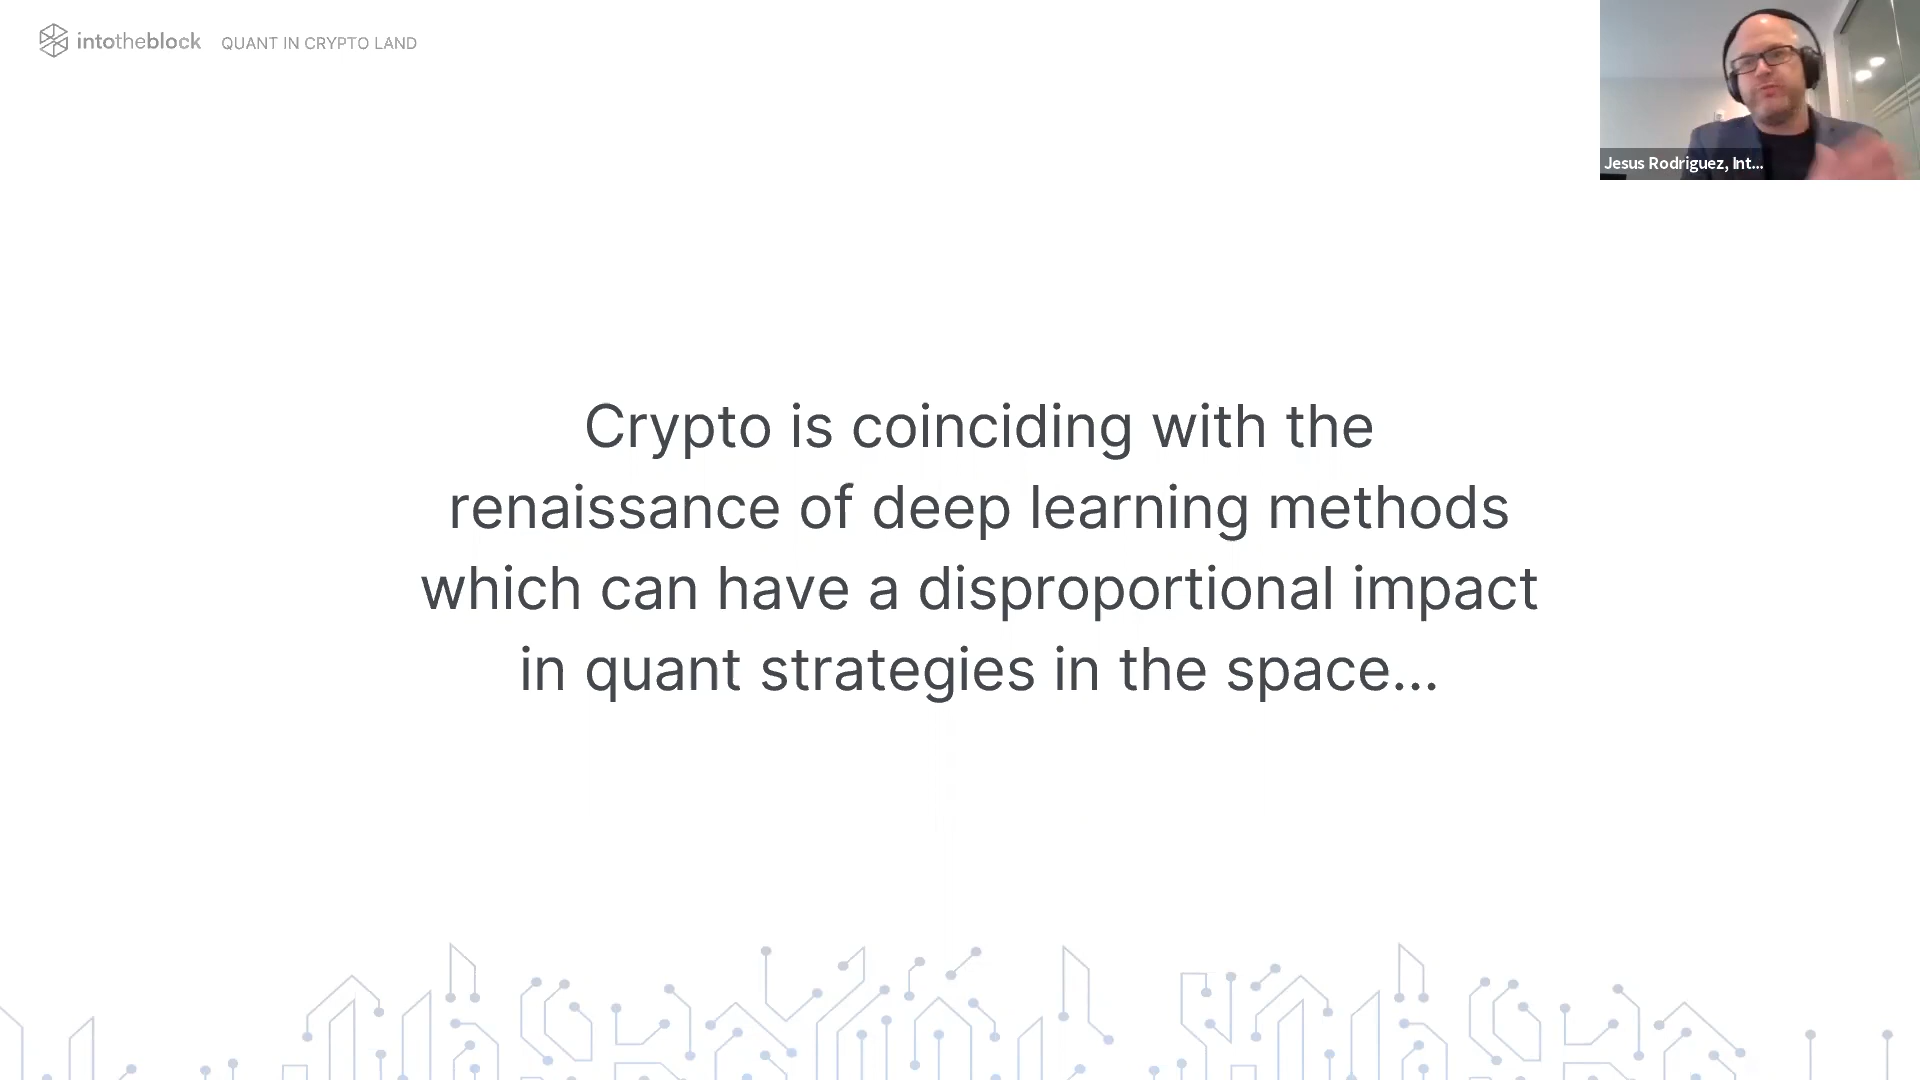 intotheblock QUANT IN CRYPTO LAND
Jesus Rodriguez, Int...
Crypto is coinciding with the
renaissance of deep learning methods
which can have a disproportional impact
in quant strategies in the space...